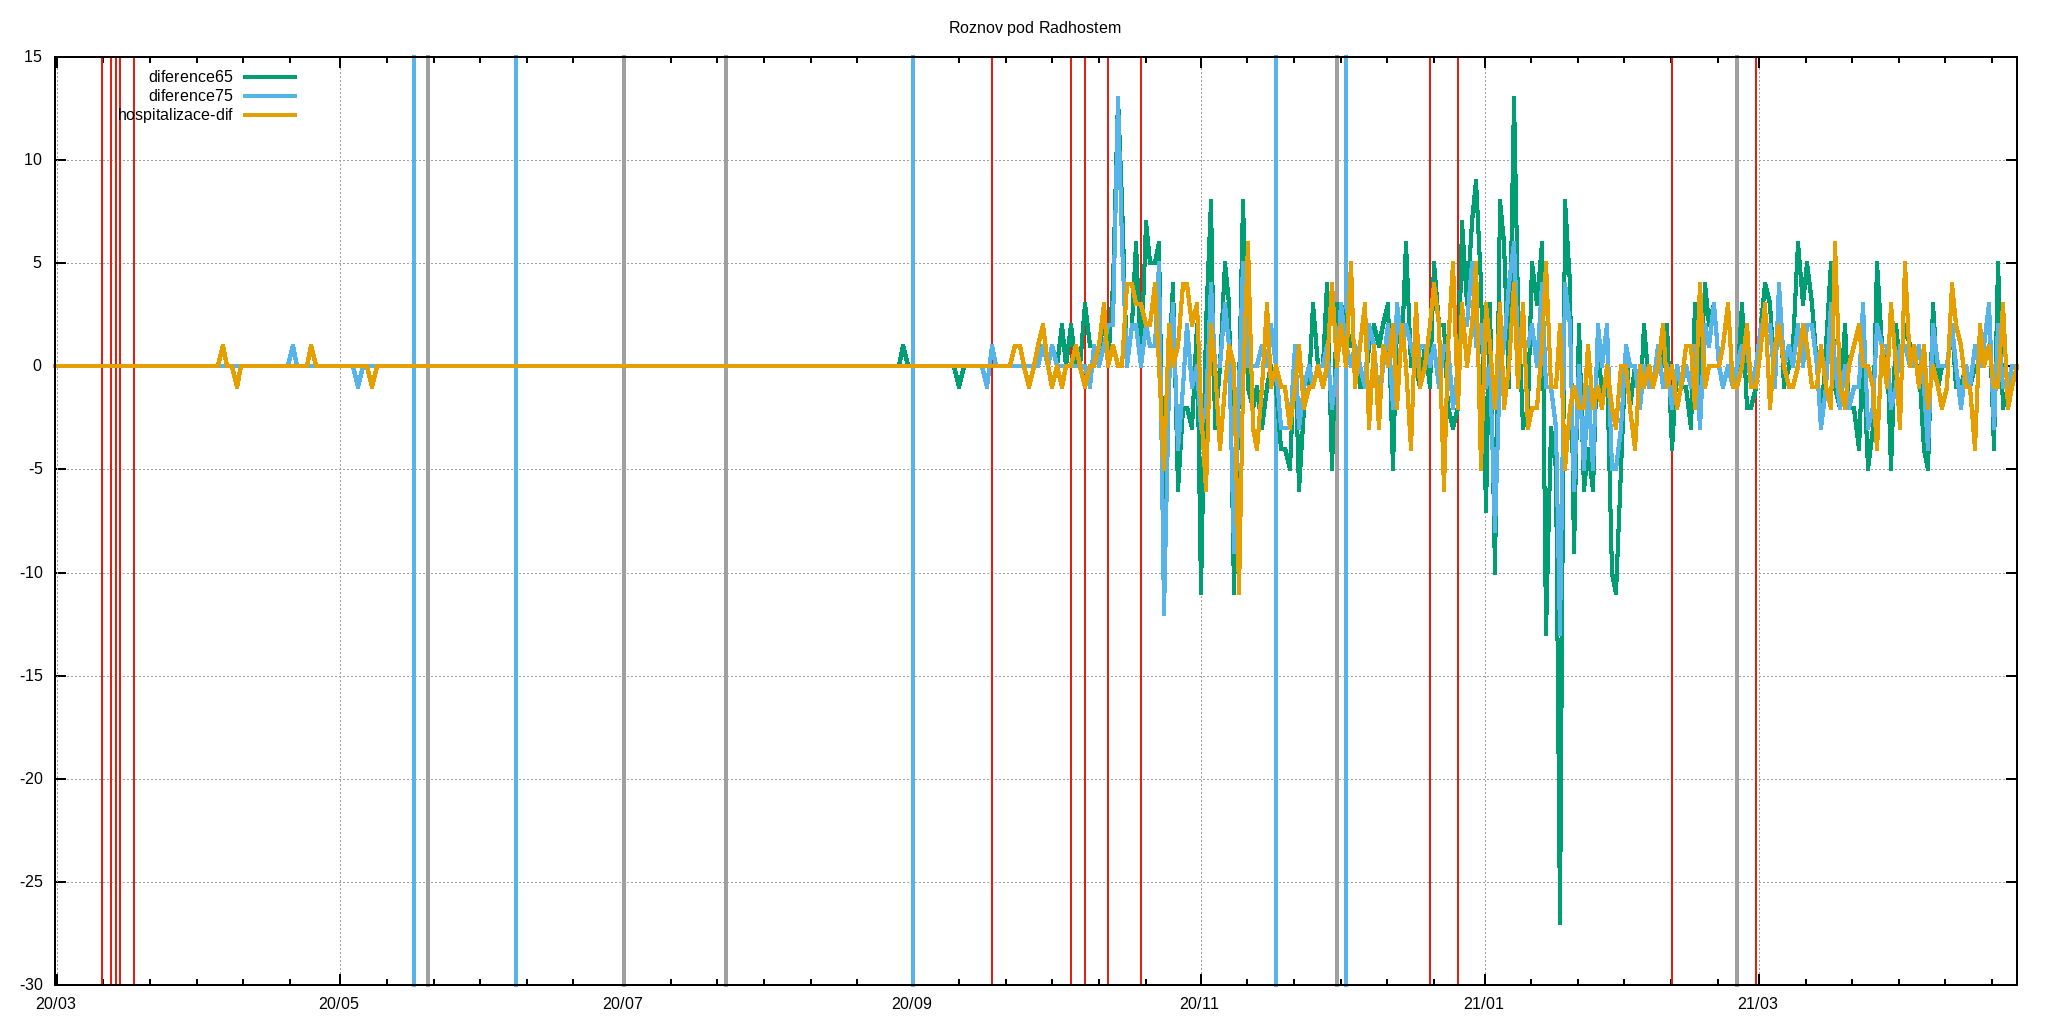 Roznov pod Radhostem
15
diference65
diference75
hospitalizace-dif
10
5
0
-5
-10
-15
-20
-25
-30
20/03 20/05 20/07 20/09 20/11 21/01 21/03